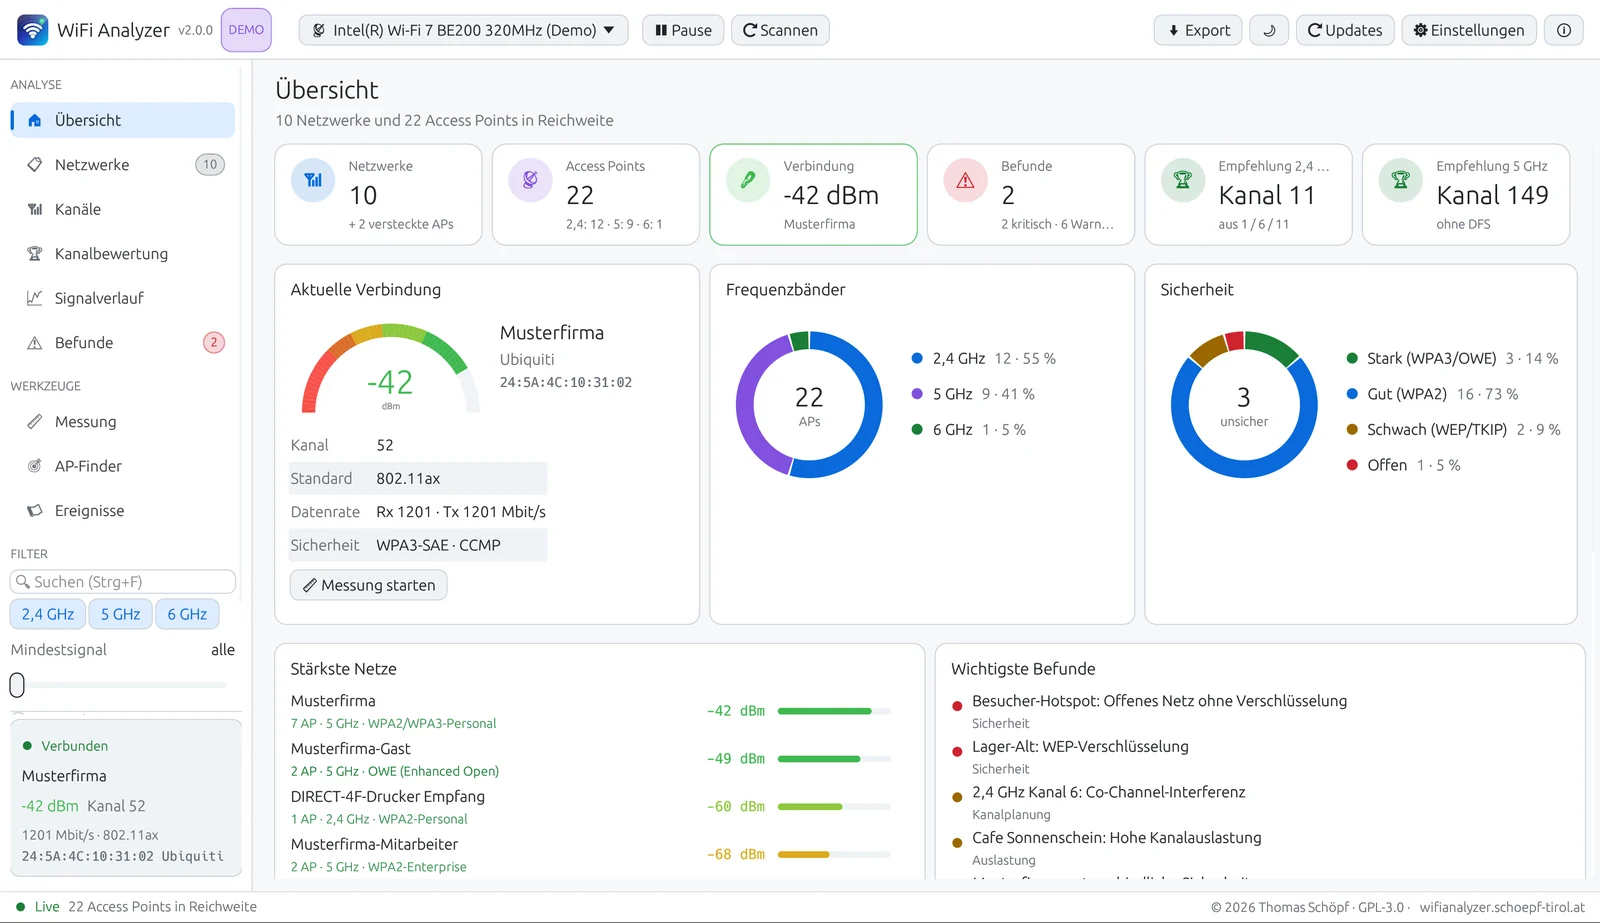 WiFi Analyzer v2.0.0 DEMO
Intel(R) Wi-Fi 7 BE200 320MHz (Demo)
Pause
Scannen
Export
Updates
Einstellungen
ANALYSE
Übersicht
Netzwerke 10
Kanäle
Kanalbewertung
Signalverlauf
Befunde 2
WERKZEUGE
Messung
AP-Finder
Ereignisse
FILTER
Suchen (Strg+F)
2,4 GHz 5 GHz 6 GHz
Mindestsignal alle
Verbunden
Musterfirma
-42 dBm Kanal 52
1201 Mbit/s · 802.11ax
24:5A:4C:10:31:02 Ubiquiti
Übersicht
10 Netzwerke und 22 Access Points in Reichweite
Netzwerke
10
+ 2 versteckte APs
Access Points
22
2,4: 12 · 5: 9 · 6: 1
Verbindung
-42 dBm
Musterfirma
Befunde
2
2 kritisch · 6 Warn...
Empfehlung 2,4 ...
Kanal 11
aus 1 / 6 / 11
Empfehlung 5 GHz
Kanal 149
ohne DFS
Aktuelle Verbindung
-42
dBm
Musterfirma
Ubiquiti
24:5A:4C:10:31:02
Kanal 52
Standard 802.11ax
Datenrate Rx 1201 · Tx 1201 Mbit/s
Sicherheit WPA3-SAE · CCMP
Messung starten
Frequenzbänder
22
APs
2,4 GHz 12 · 55 %
5 GHz 9 · 41 %
6 GHz 1 · 5 %
Sicherheit
3
unsicher
Stark (WPA3/OWE) 3 · 14 %
Gut (WPA2) 16 · 73 %
Schwach (WEP/TKIP) 2 · 9 %
Offen 1 · 5 %
Stärkste Netze
Musterfirma
7 AP · 5 GHz · WPA2/WPA3-Personal
-42 dBm
Musterfirma-Gast
2 AP · 5 GHz · OWE (Enhanced Open)
-49 dBm
DIRECT-4F-Drucker Empfang
1 AP · 2,4 GHz · WPA2-Personal
-60 dBm
Musterfirma-Mitarbeiter
2 AP · 5 GHz · WPA2-Enterprise
-68 dBm
Wichtigste Befunde
Besucher-Hotspot: Offenes Netz ohne Verschlüsselung
Sicherheit
Lager-Alt: WEP-Verschlüsselung
Sicherheit
2,4 GHz Kanal 6: Co-Channel-Interferenz
Kanalplanung
Cafe Sonnenschein: Hohe Kanalauslastung
Auslastung
Live 22 Access Points in Reichweite
© 2026 Thomas Schöpf · GPL-3.0 · wifianalyzer.schoepf-tirol.at